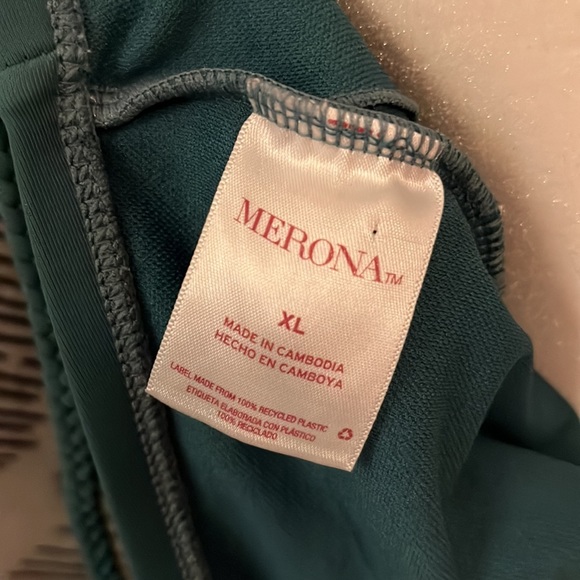 MERONA™
XL
MADE IN CAMBODIA
HECHO EN CAMBOYA
LABEL MADE FROM 100% RECYCLED PLASTIC
ETIQUETA ELABORADA CON PLÁSTICO
100% RECICLADO